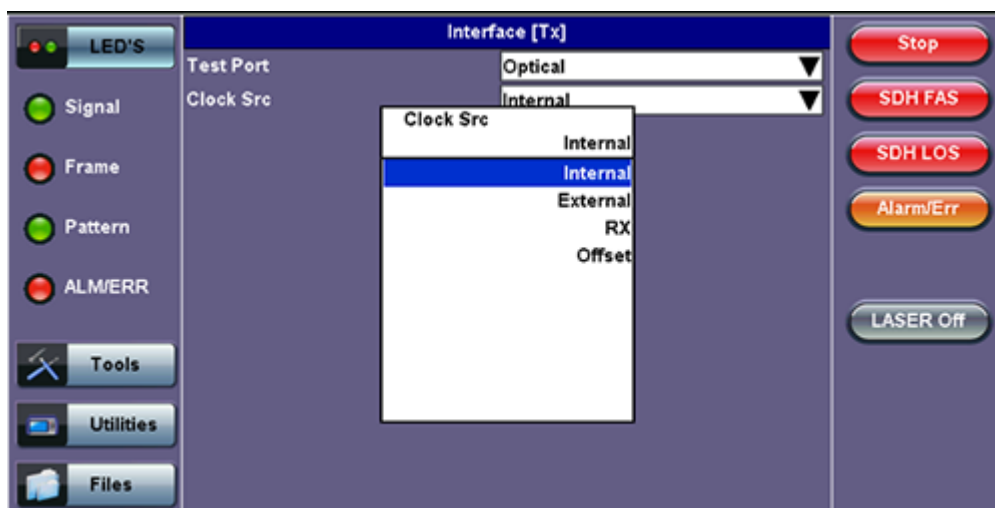 LED'S
Signal
Frame
Pattern
ALM/ERR
Tools
Utilities
Files
Interface [Tx]
Test Port Optical
Clock Src Internal
Clock Src
Internal
Internal
External
RX
Offset
Stop
SDH FAS
SDH LOS
Alarm/Err
LASER Off